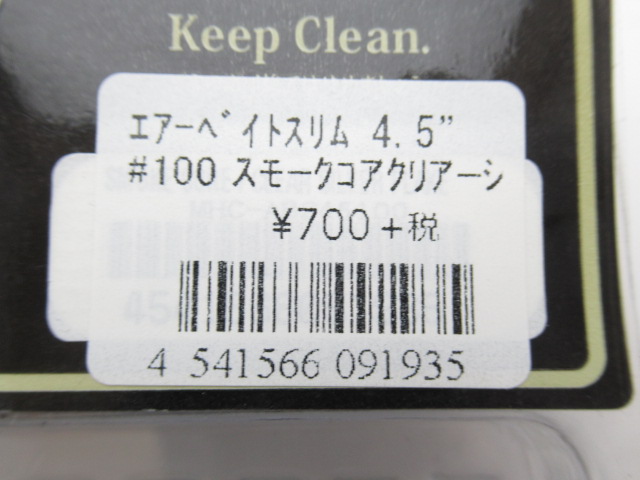 Keep Clean.
エアーベイトスリム 4.5"
#100 スモークコアクリアーシ
¥700+税
4 541566 091935